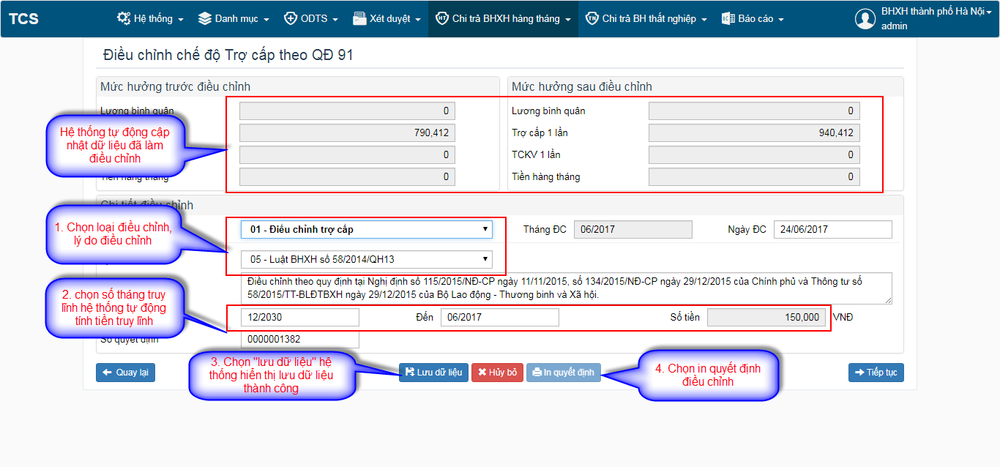 TCS
Hệ thống
Danh mục
ODTS
Xét duyệt
Chi trả BHXH hàng tháng
Chi trả BH thất nghiệp
Báo cáo
BHXH thành phố Hà Nội
admin
Điều chỉnh chế độ Trợ cấp theo QĐ 91
Mức hưởng trước điều chỉnh
Mức hưởng sau điều chỉnh
Lương bình quân
0
Lương bình quân
0
Hệ thống tự động cập
nhật dữ liệu đã làm
điều chỉnh
790,412
Trợ cấp 1 lần
940,412
0
TCKV 1 lần
0
Tiền hàng tháng
0
Tiền hàng tháng
0
Chi tiết điều chỉnh
1. Chọn loại điều chỉnh,
lý do điều chỉnh
01 - Điều chỉnh trợ cấp
Tháng ĐC
06/2017
Ngày ĐC
24/06/2017
05 - Luật BHXH số 58/2014/QH13
Điều chỉnh theo quy định tại Nghị định số 115/2015/NĐ-CP ngày 11/11/2015, số 134/2015/NĐ-CP ngày 29/12/2015 của Chính phủ và Thông tư số
58/2015/TT-BLĐTBXH ngày 29/12/2015 của Bộ Lao động - Thương binh và Xã hội.
2. chọn số tháng truy
lĩnh hệ thống tự động
tính tiền truy lĩnh
12/2030
Đến
06/2017
Số tiền
150,000
VNĐ
Số quyết định
0000001382
Quay lại
3. Chọn "lưu dữ liệu" hệ
thống hiển thị lưu dữ liệu
thành công
Lưu dữ liệu
Hủy bỏ
In quyết định
4. Chọn in quyết định
điều chỉnh
Tiếp tục